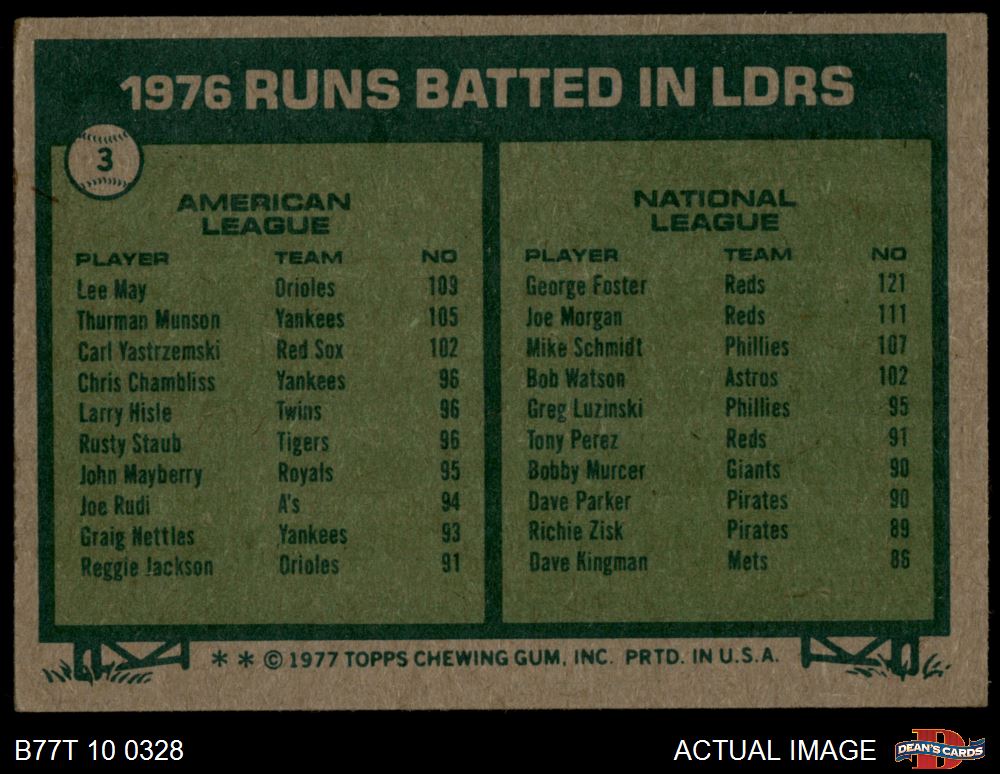 1976 RUNS BATTED IN LDRS
3
AMERICAN
LEAGUE
PLAYER TEAM NO
Lee May Orioles 109
Thurman Munson Yankees 105
Carl Yastrzemski Red Sox 102
Chris Chambliss Yankees 96
Larry Hisle Twins 96
Rusty Staub Tigers 96
John Mayberry Royals 95
Joe Rudi A's 94
Graig Nettles Yankees 93
Reggie Jackson Orioles 91
NATIONAL
LEAGUE
PLAYER TEAM NO
George Foster Reds 121
Joe Morgan Reds 111
Mike Schmidt Phillies 107
Bob Watson Astros 102
Greg Luzinski Phillies 95
Tony Perez Reds 91
Bobby Murcer Giants 90
Dave Parker Pirates 90
Richie Zisk Pirates 89
Dave Kingman Mets 86
* * © 1977 TOPPS CHEWING GUM, INC. PRTD. IN U.S.A.
B77T 10 0328
ACTUAL IMAGE
D
DEAN'S CARDS